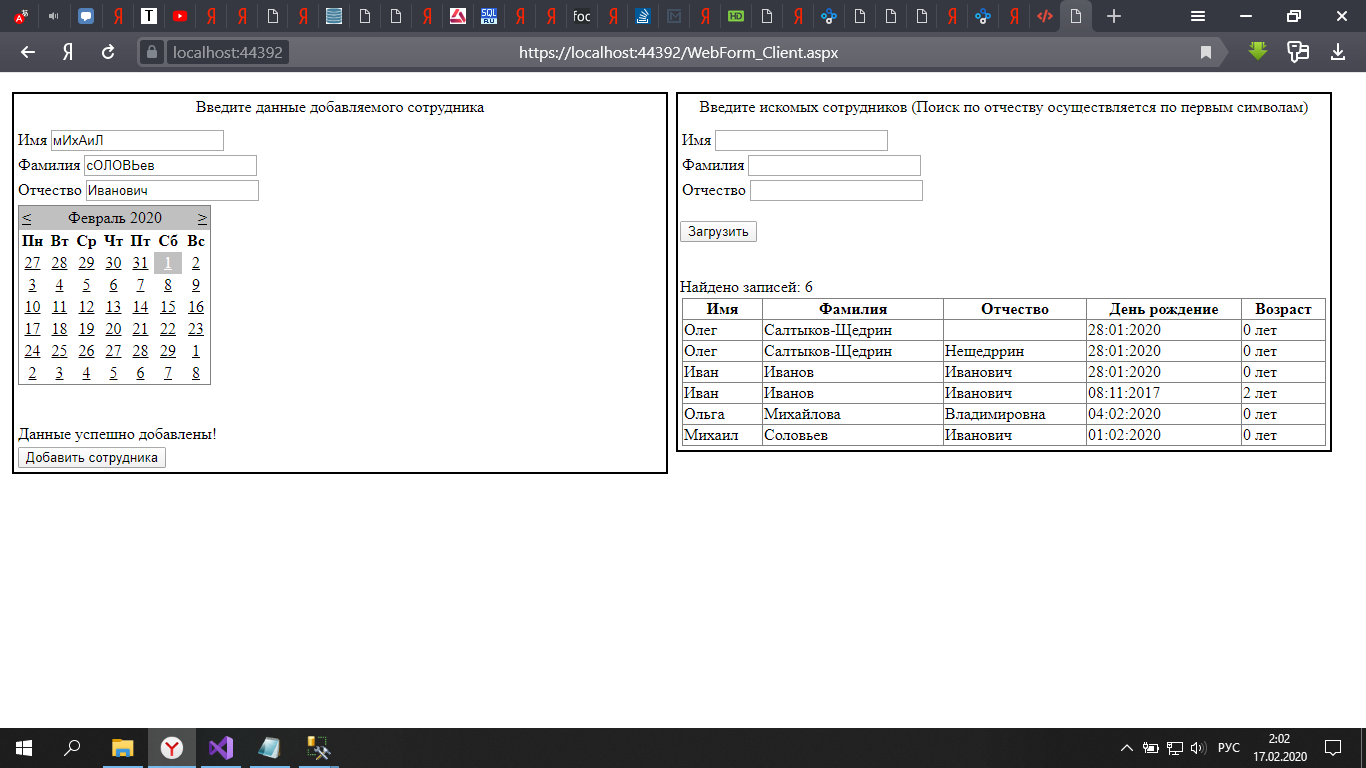 Я Я Я T Я Я Я SQL RU Я Я foc Я Я HD Я Я Я
Я localhost:44392 https://localhost:44392/WebForm_Client.aspx
Введите данные добавляемого сотрудника
Имя мИхАиЛ
Фамилия сОЛОВЬев
Отчество Иванович
< Февраль 2020 >
Пн Вт Ср Чт Пт Сб Вс
27 28 29 30 31 1 2
3 4 5 6 7 8 9
10 11 12 13 14 15 16
17 18 19 20 21 22 23
24 25 26 27 28 29 1
2 3 4 5 6 7 8
Данные успешно добавлены!
Добавить сотрудника
Введите искомых сотрудников (Поиск по отчеству осуществляется по первым символам)
Имя
Фамилия
Отчество
Загрузить
Найдено записей: 6
Имя Фамилия Отчество День рождение Возраст
Олег Салтыков-Щедрин 28:01:2020 0 лет
Олег Салтыков-Щедрин Нещедррин 28:01:2020 0 лет
Иван Иванов Иванович 28:01:2020 0 лет
Иван Иванов Иванович 08:11:2017 2 лет
Ольга Михайлова Владимировна 04:02:2020 0 лет
Михаил Соловьев Иванович 01:02:2020 0 лет
РУС
2:02
17.02.2020